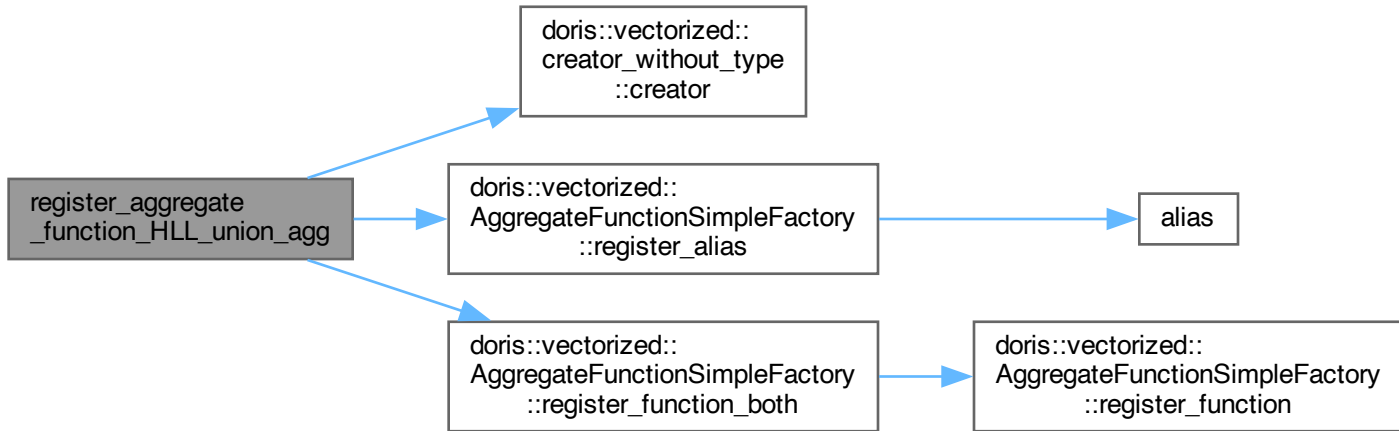 doris::vectorized::
creator_without_type
::creator
register_aggregate
_function_HLL_union_agg
doris::vectorized::
AggregateFunctionSimpleFactory
::register_alias
alias
doris::vectorized::
AggregateFunctionSimpleFactory
::register_function_both
doris::vectorized::
AggregateFunctionSimpleFactory
::register_function